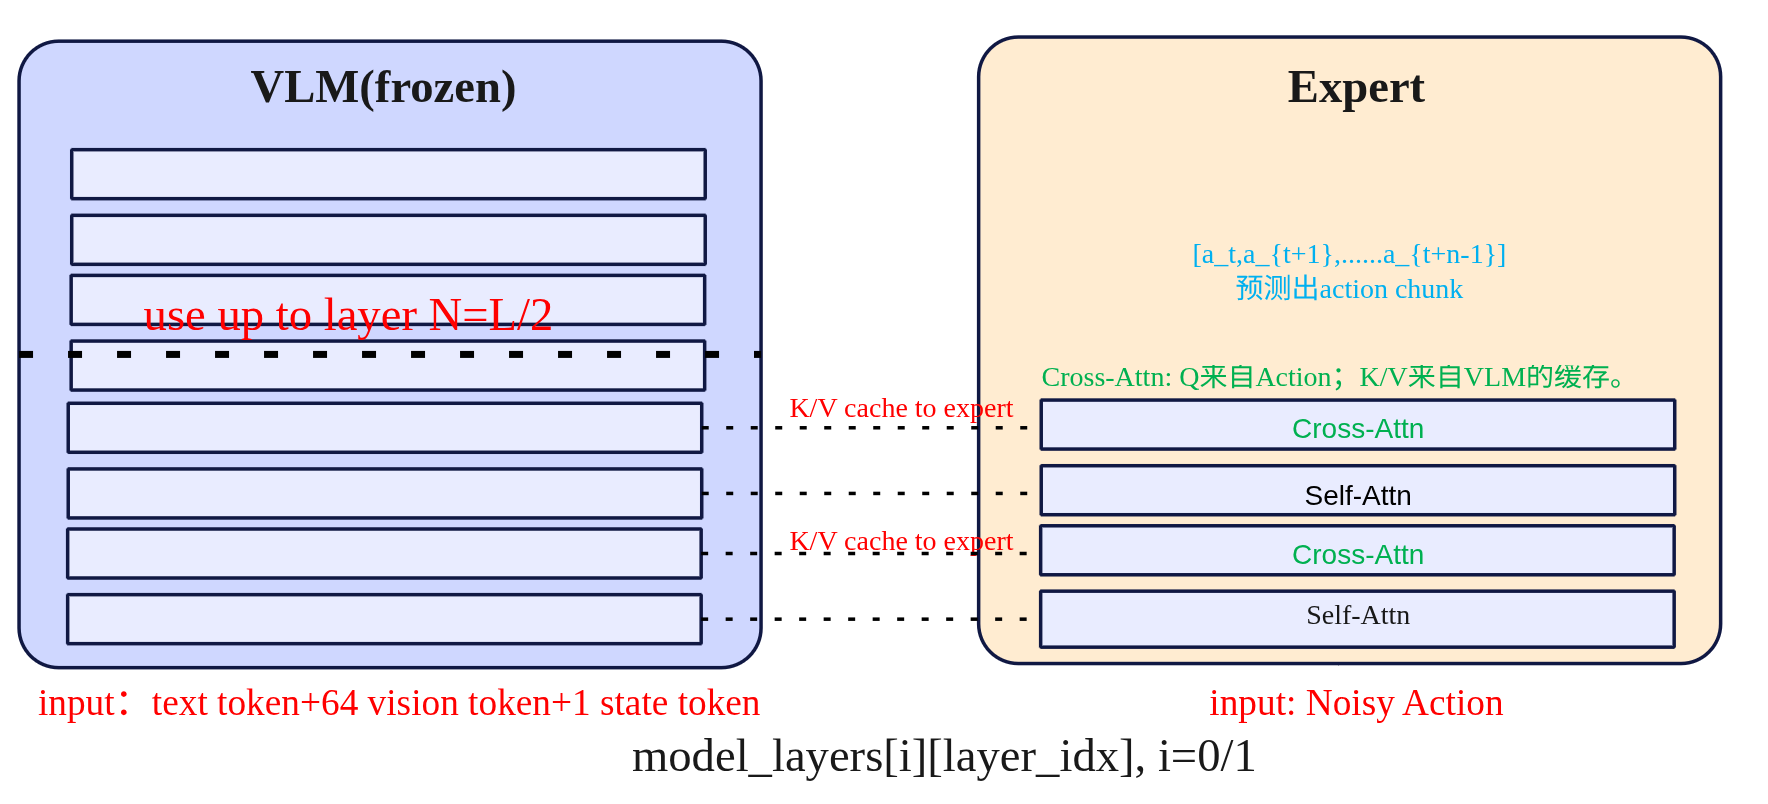 VLM(frozen)
use up to layer N=L/2
input：text token+64 vision token+1 state token
K/V cache to expert
K/V cache to expert
Expert
[a_t,a_{t+1},......a_{t+n-1}]
预测出action chunk
Cross-Attn: Q来自Action；K/V来自VLM的缓存。
Cross-Attn
Self-Attn
Cross-Attn
Self-Attn
input: Noisy Action
model_layers[i][layer_idx], i=0/1